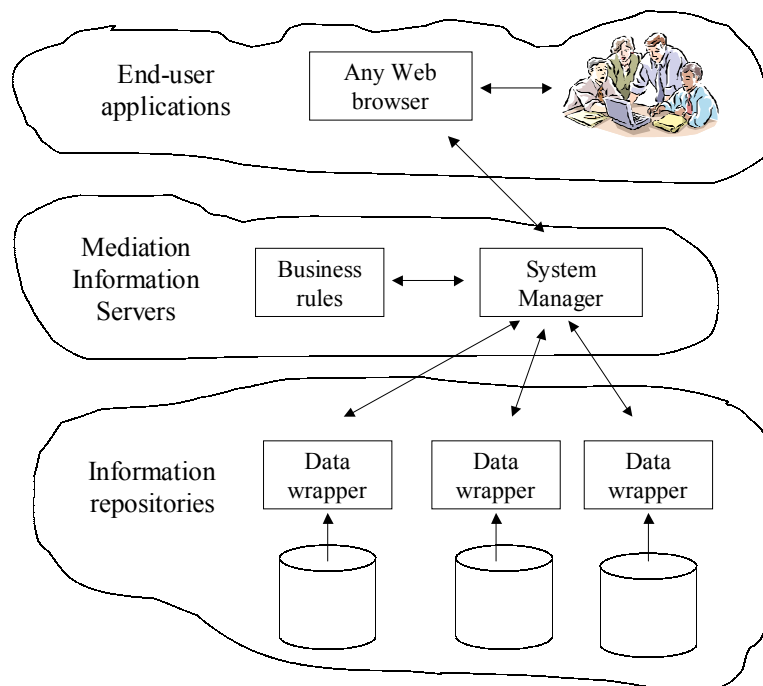 End-user
applications
Any Web
browser
Mediation
Information
Servers
Business
rules
System
Manager
Information
repositories
Data
wrapper
Data
wrapper
Data
wrapper